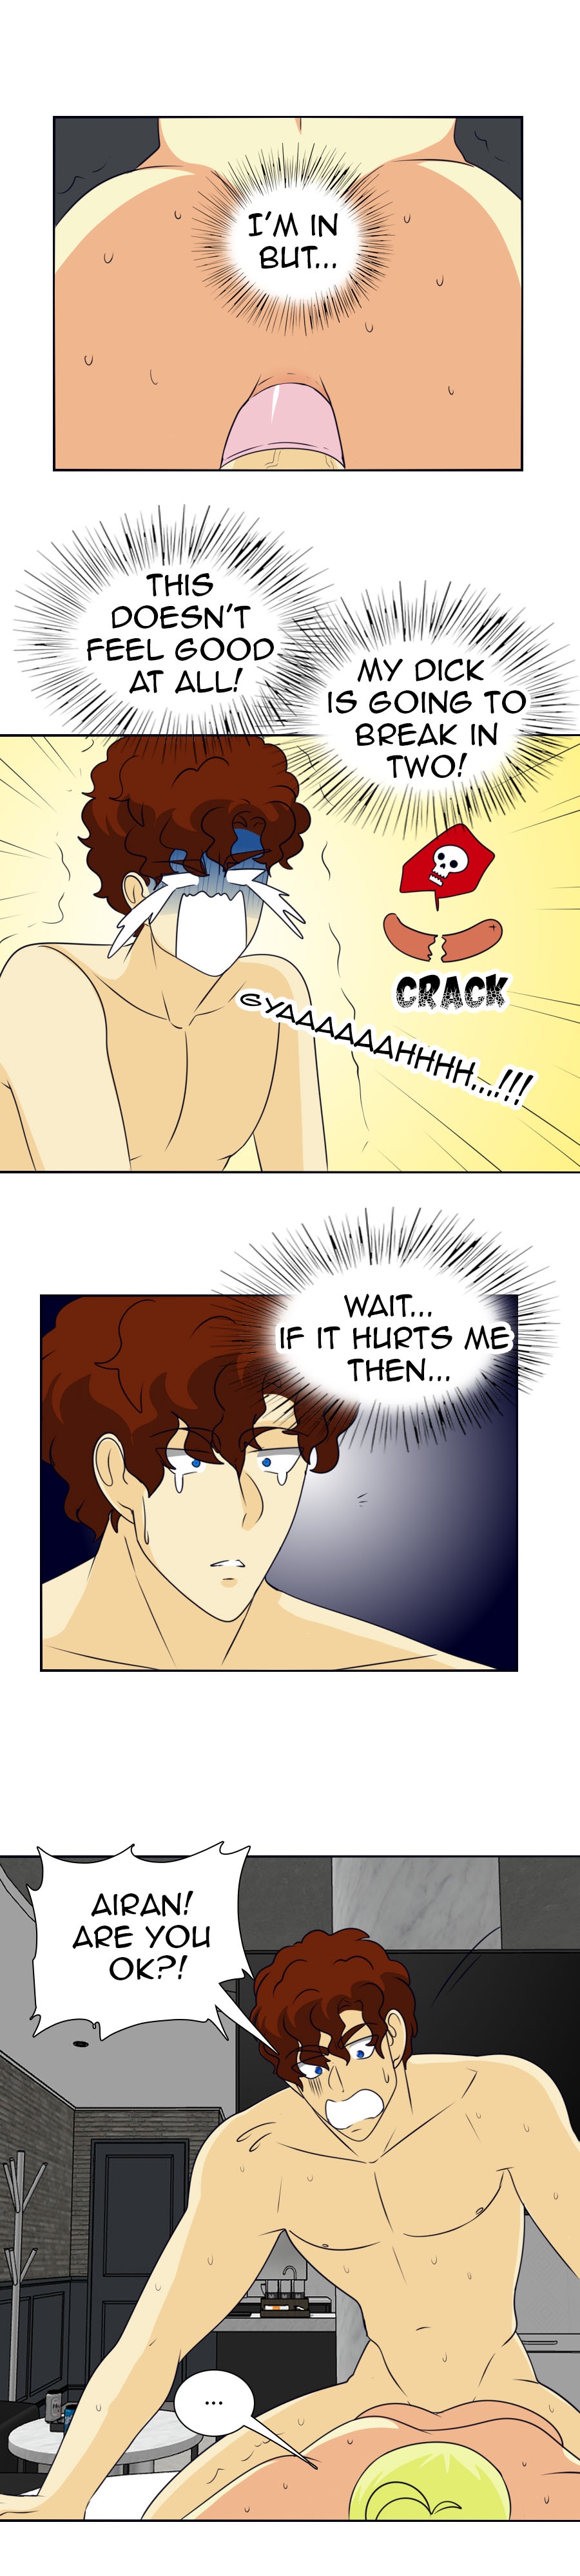 I'M IN
BUT...
THIS
DOESN'T
FEEL GOOD
AT ALL!
MY DICK
IS GOING TO
BREAK IN
TWO!
CRACK
GYAAAAAAHHHH...!!!
WAIT...
IF IT HURTS ME
THEN...
AIRAN!
ARE YOU
OK?!
...